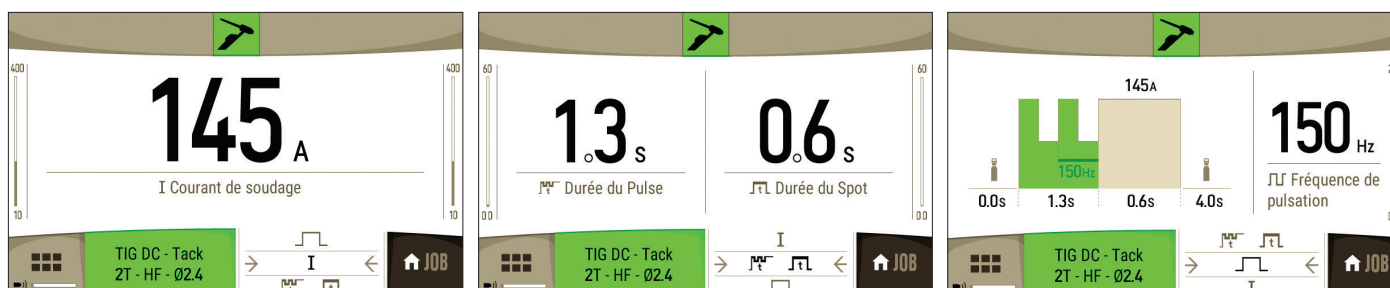 400
400
145 A
I Courant de soudage
10
10
TIG DC - Tack
2T - HF - Ø2.4
I
JOB
60
60
1.3 s
0.6 s
Durée du Pulse
Durée du Spot
0.0
0.0
TIG DC - Tack
2T - HF - Ø2.4
I
JOB
145A
150Hz
0.0s
1.3s
0.6s
4.0s
150 Hz
Fréquence de
pulsation
TIG DC - Tack
2T - HF - Ø2.4
I
JOB